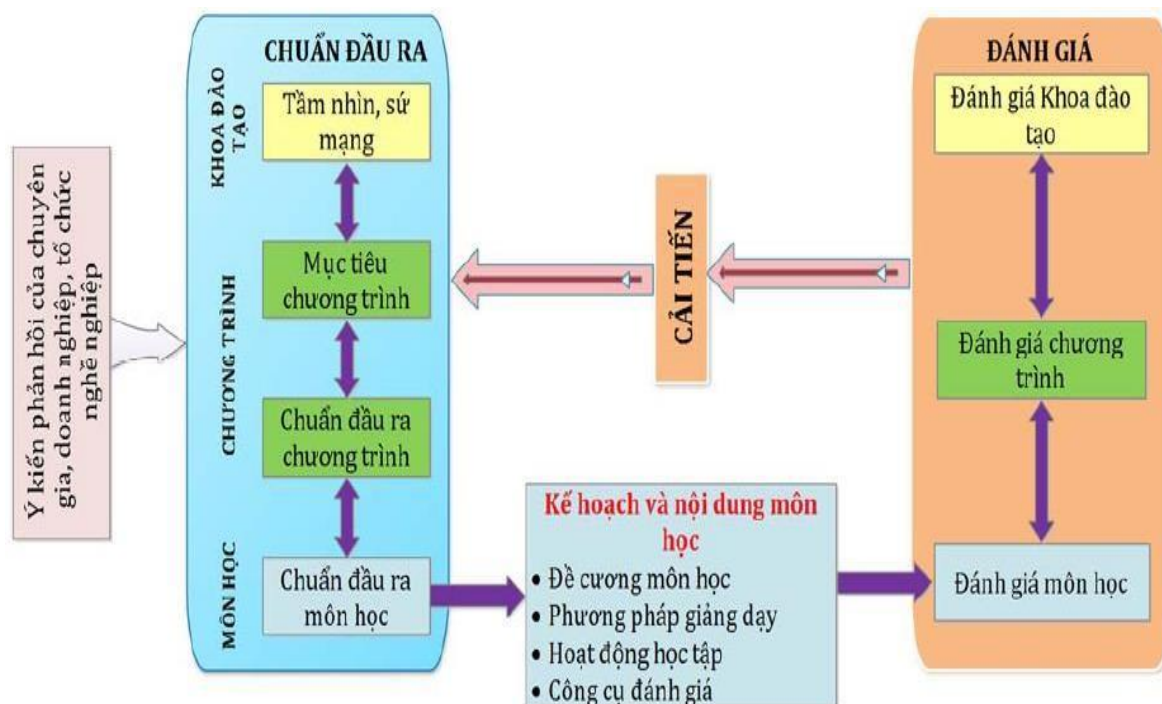 Ý kiến phản hồi của chuyên
gia, doanh nghiệp, tổ chức
nghề nghiệp
CHUẨN ĐẦU RA
KHOA ĐÀO
TẠO
Tầm nhìn, sứ
mạng
CHƯƠNG TRÌNH
Mục tiêu
chương trình
Chuẩn đầu ra
chương trình
MÔN HỌC
Chuẩn đầu ra
môn học
Kế hoạch và nội dung môn
học
• Đề cương môn học
• Phương pháp giảng dạy
• Hoạt động học tập
• Công cụ đánh giá
CẢI TIẾN
ĐÁNH GIÁ
Đánh giá Khoa đào
tạo
Đánh giá chương
trình
Đánh giá môn học